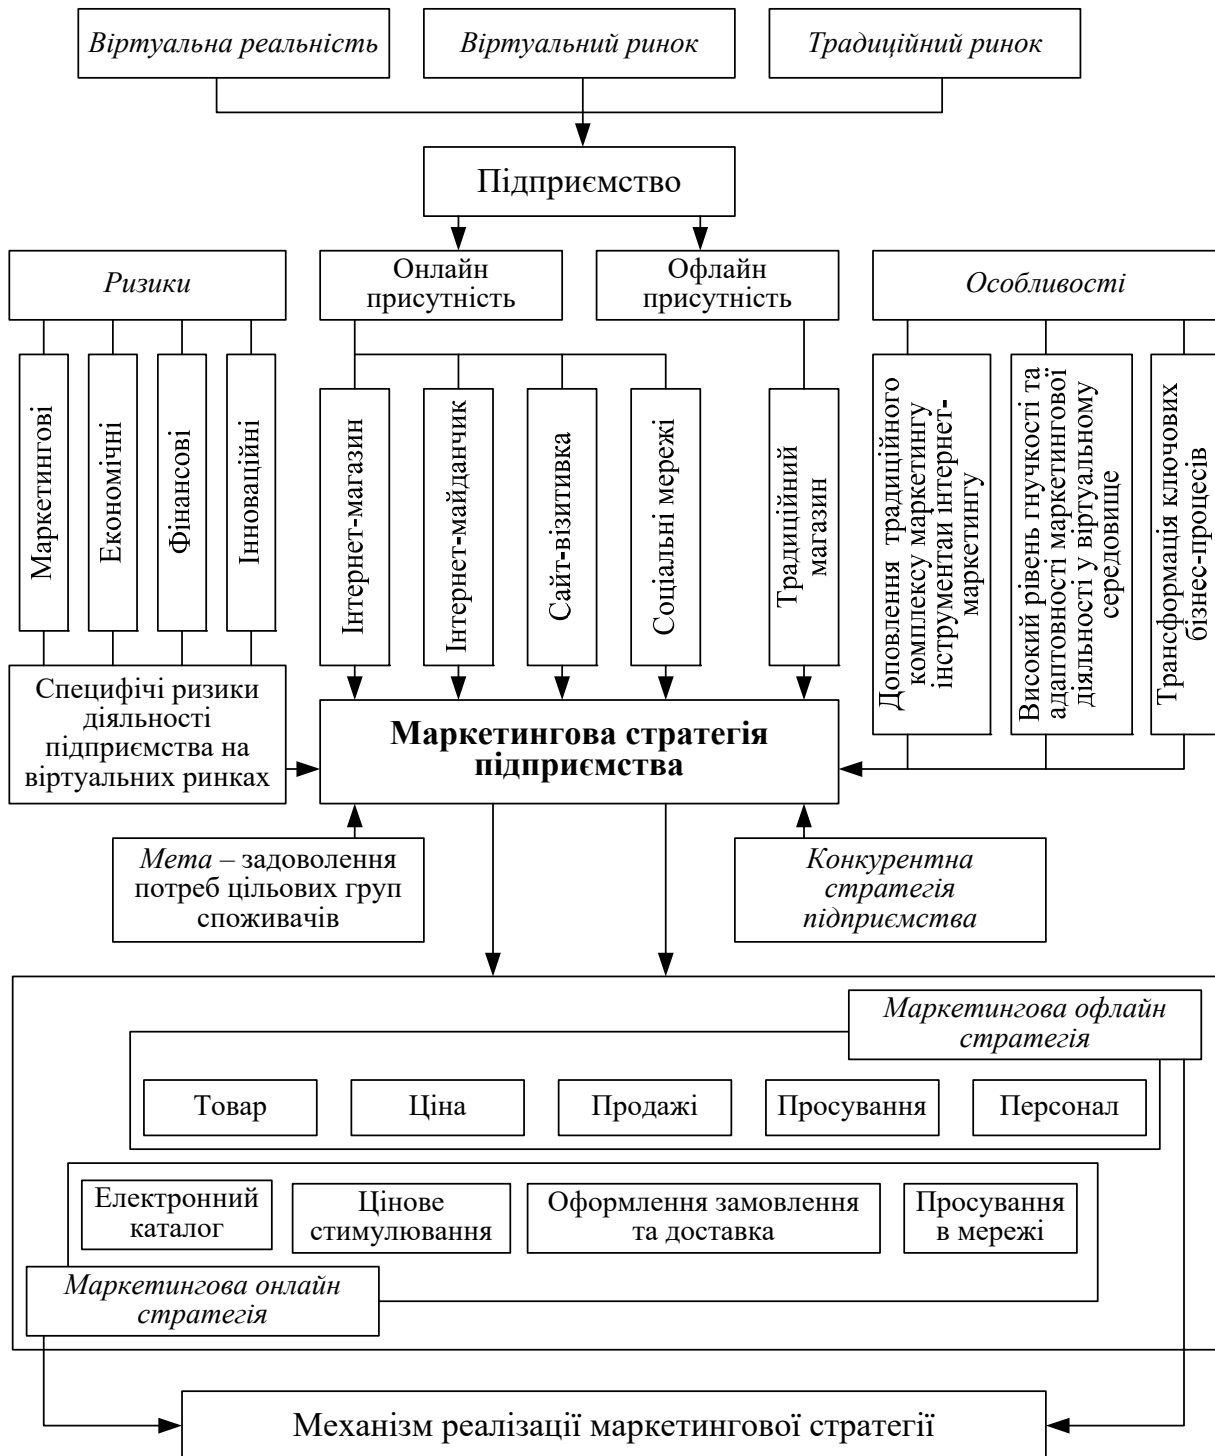 Віртуальна реальність
Віртуальний ринок
Традиційний ринок
Підприємство
Ризики
Онлайн
присутність
Офлайн
присутність
Особливості
Маркетингові
Економічні
Фінансові
Інноваційні
Інтернет-магазин
Інтернет-майданчик
Сайт-візитивка
Соціальні мережі
Традиційний
магазин
Доповлення традиційного
комплексу маркетингу
інструментаи інтернет-
маркетингу
Високий рівень гнучкості та
адаптовності маркетингової
діяльності у віртуальному
середовище
Трансформація ключових
бізнес-процесів
Специфічі ризики
діяльності
підприємства на
віртуальних ринках
Маркетингова стратегія
підприємства
Мета – задоволення
потреб цільових груп
споживачів
Конкурентна
стратегія
підприємства
Маркетингова офлайн
стратегія
Товар
Ціна
Продажі
Просування
Персонал
Електронний
каталог
Цінове
стимулювання
Оформлення замовлення
та доставка
Просування
в мережі
Маркетингова онлайн
стратегія
Механізм реалізації маркетингової стратегії